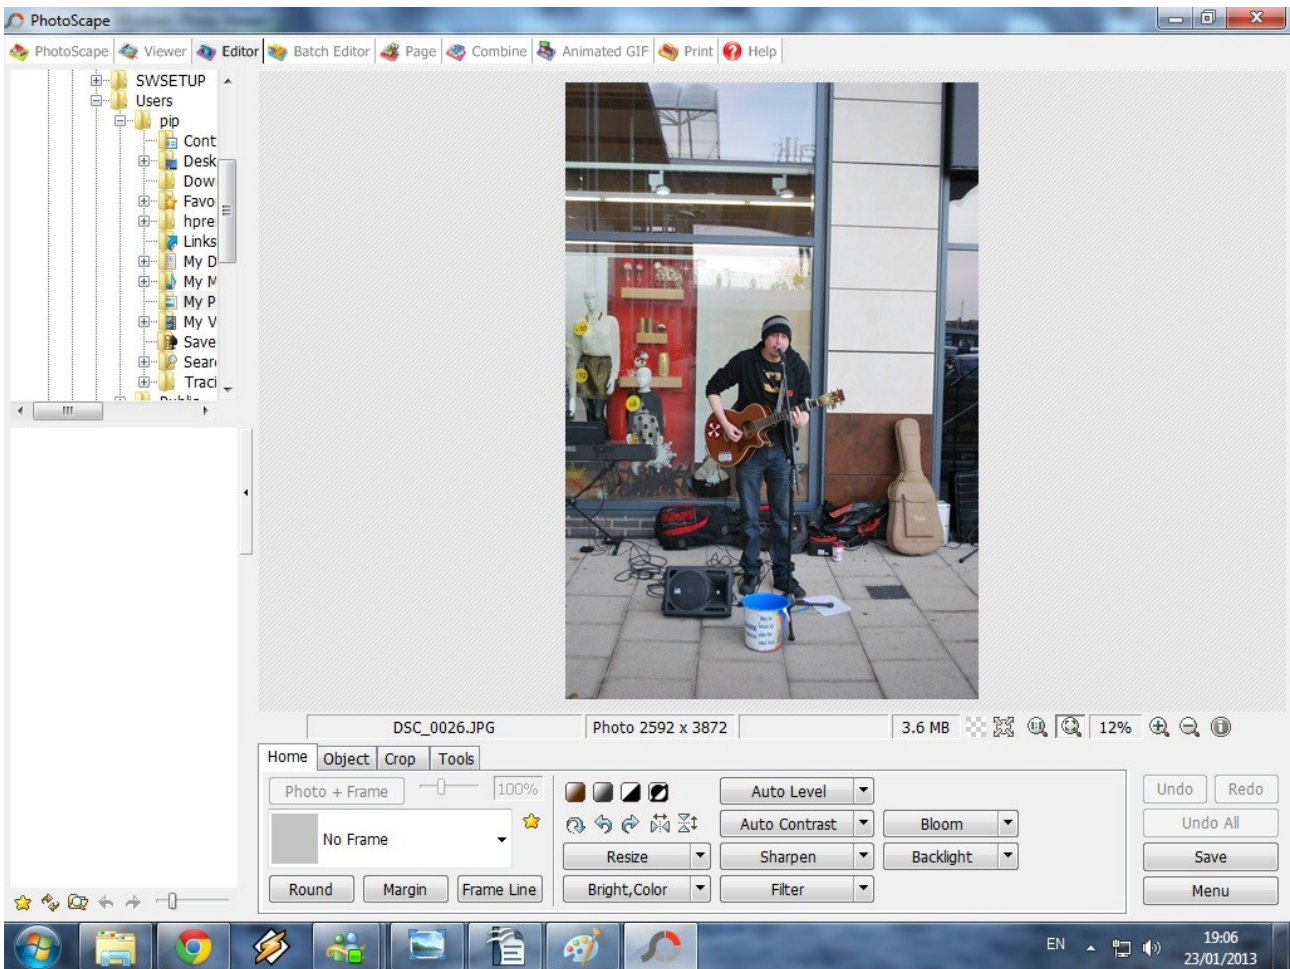 PhotoScape
PhotoScape Viewer Editor Batch Editor Page Combine Animated GIF Print Help
SWSETUP
Users
pip
Cont
Desk
Dow
Favo
hpre
Links
My D
My M
My P
My V
Save
Sear
Traci
DSC_0026.JPG Photo 2592 x 3872 3.6 MB 12%
Home Object Crop Tools
Photo + Frame 100% Auto Level Undo Redo
No Frame Auto Contrast Bloom Undo All
Resize Sharpen Backlight Save
Round Margin Frame Line Bright,Color Filter Menu
EN 19:06
23/01/2013